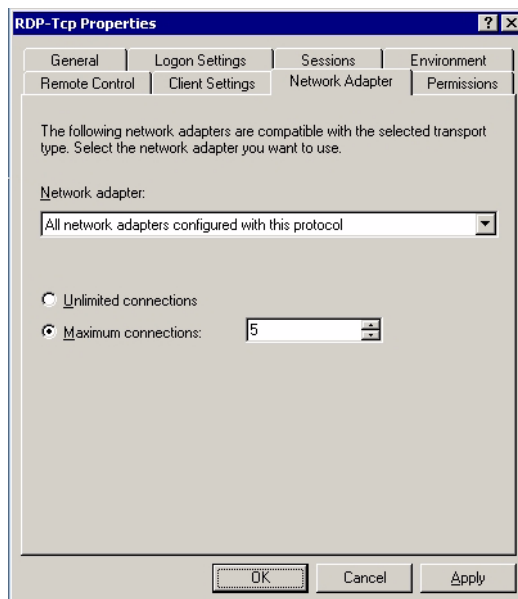 RDP-Tcp Properties
General Logon Settings Sessions Environment
Remote Control Client Settings Network Adapter Permissions
The following network adapters are compatible with the selected transport
type. Select the network adapter you want to use.
Network adapter:
All network adapters configured with this protocol
Unlimited connections
Maximum connections: 5
OK Cancel Apply